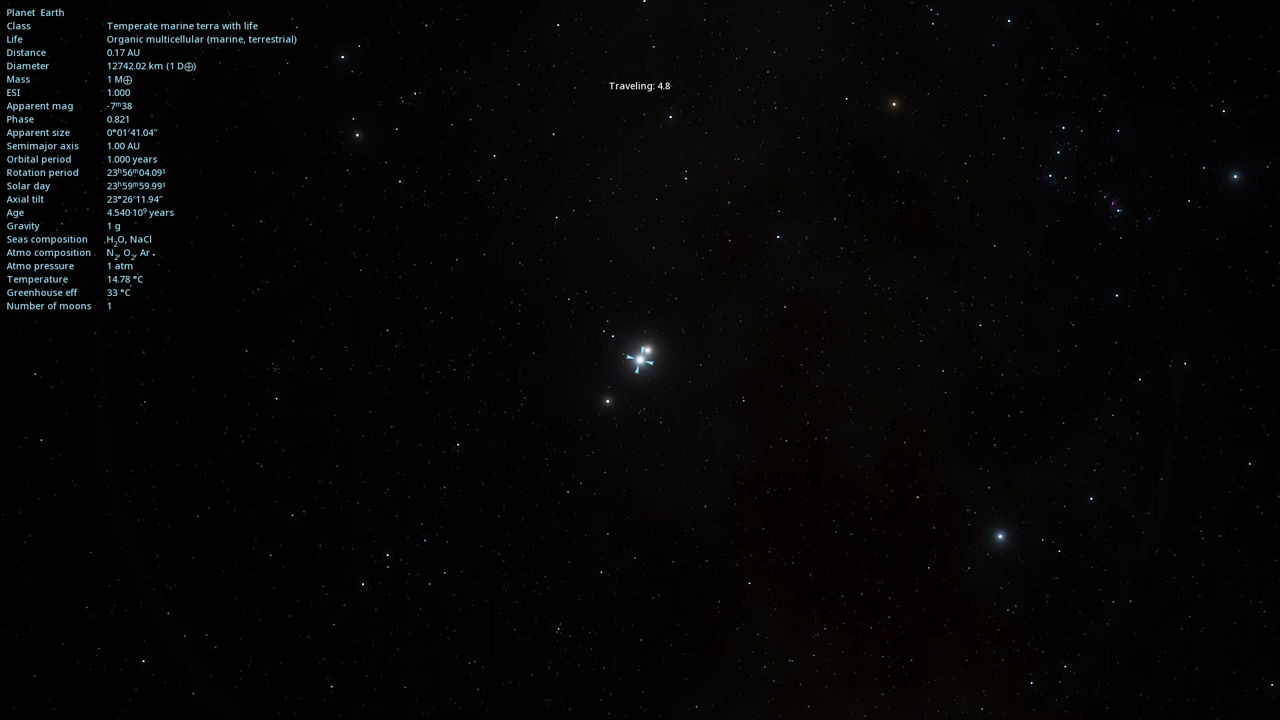 Planet Earth
Class Temperate marine terra with life
Life Organic multicellular (marine, terrestrial)
Distance 0.17 AU
Diameter 12742.02 km (1 D⊕)
Mass 1 M⊕
ESI 1.000
Traveling: 4.8
Apparent mag -7ᵐ38
Phase 0.821
Apparent size 0°01′41.04″
Semimajor axis 1.00 AU
Orbital period 1.000 years
Rotation period 23ʰ56ᵐ04.09ˢ
Solar day 23ʰ59ᵐ59.99ˢ
Axial tilt 23°26′11.94″
Age 4.540·10⁹ years
Gravity 1 g
Seas composition H₂O, NaCl
Atmo composition N₂, O₂, Ar
Atmo pressure 1 atm
Temperature 14.78 °C
Greenhouse eff 33 °C
Number of moons 1